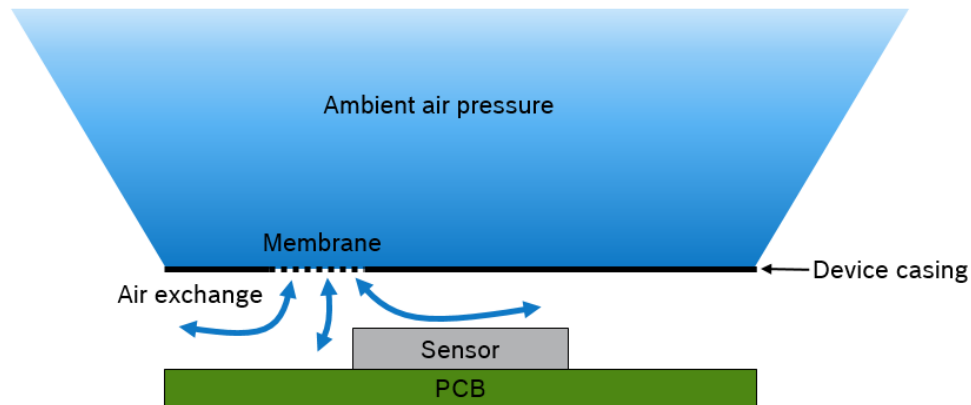 Ambient air pressure
Membrane
Device casing
Air exchange
Sensor
PCB